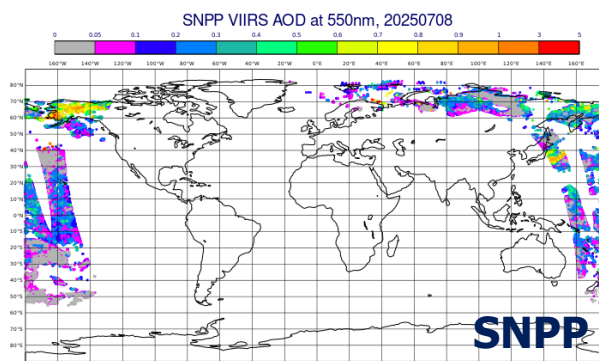 SNPP VIIRS AOD at 550nm, 20250708
0 0.05 0.1 0.2 0.3 0.4 0.5 0.6 0.7 0.8 0.9 1 3 5
160°W 140°W 120°W 100°W 80°W 60°W 40°W 20°W 0°E 20°E 40°E 60°E 80°E 100°E 120°E 140°E 160°E
80°N
70°N
60°N
50°N
40°N
30°N
20°N
10°N
0°N
10°S
20°S
30°S
40°S
50°S
60°S
70°S
80°S
SNPP